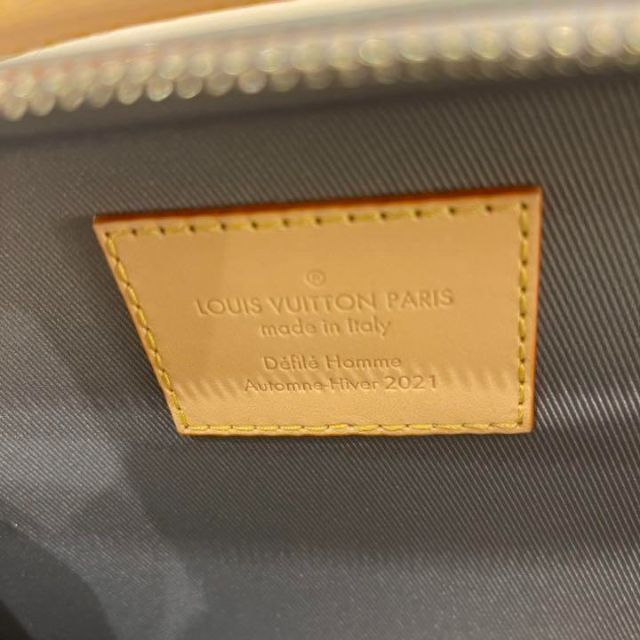 ®
LOUIS VUITTON PARIS
made in Italy
Défilé Homme
Automne-Hiver 2021